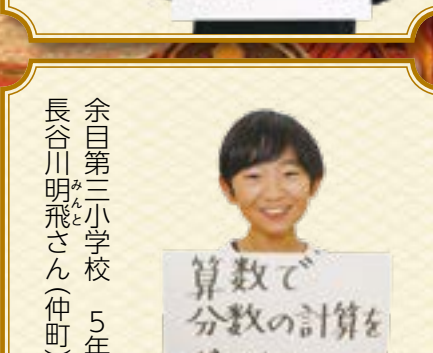 余目第三小学校 5年
長谷川明飛さん(仲町)
みんと
算数で
分数の計算を